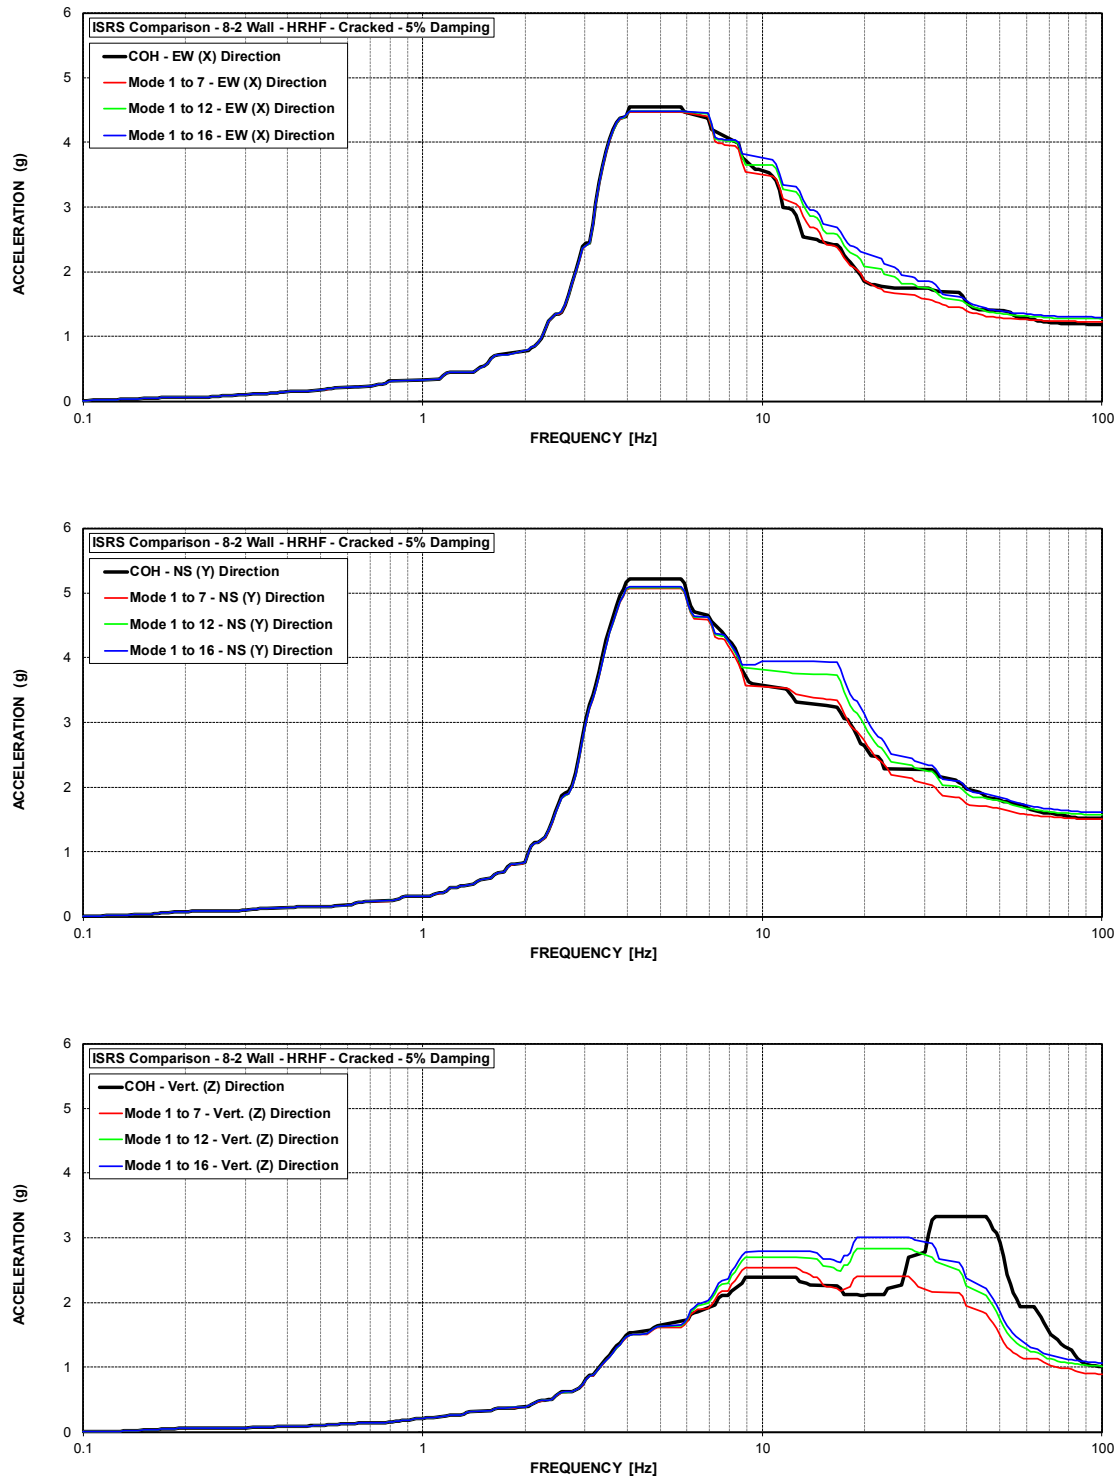 ISRS Comparison - 8-2 Wall - HRHF - Cracked - 5% Damping
COH - EW (X) Direction
Mode 1 to 7 - EW (X) Direction
Mode 1 to 12 - EW (X) Direction
Mode 1 to 16 - EW (X) Direction
ACCELERATION (g)
6
5
4
3
2
1
0
0.1
1
10
100
FREQUENCY [Hz]
ISRS Comparison - 8-2 Wall - HRHF - Cracked - 5% Damping
COH - NS (Y) Direction
Mode 1 to 7 - NS (Y) Direction
Mode 1 to 12 - NS (Y) Direction
Mode 1 to 16 - NS (Y) Direction
ACCELERATION (g)
6
5
4
3
2
1
0
0.1
1
10
100
FREQUENCY [Hz]
ISRS Comparison - 8-2 Wall - HRHF - Cracked - 5% Damping
COH - Vert. (Z) Direction
Mode 1 to 7 - Vert. (Z) Direction
Mode 1 to 12 - Vert. (Z) Direction
Mode 1 to 16 - Vert. (Z) Direction
ACCELERATION (g)
6
5
4
3
2
1
0
0.1
1
10
100
FREQUENCY [Hz]